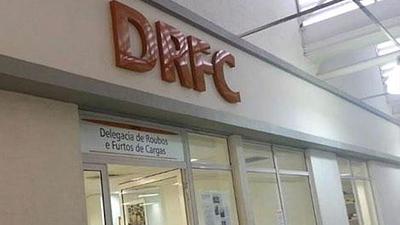 DRFC
Delegacia de Roubos
e Furtos de Cargas